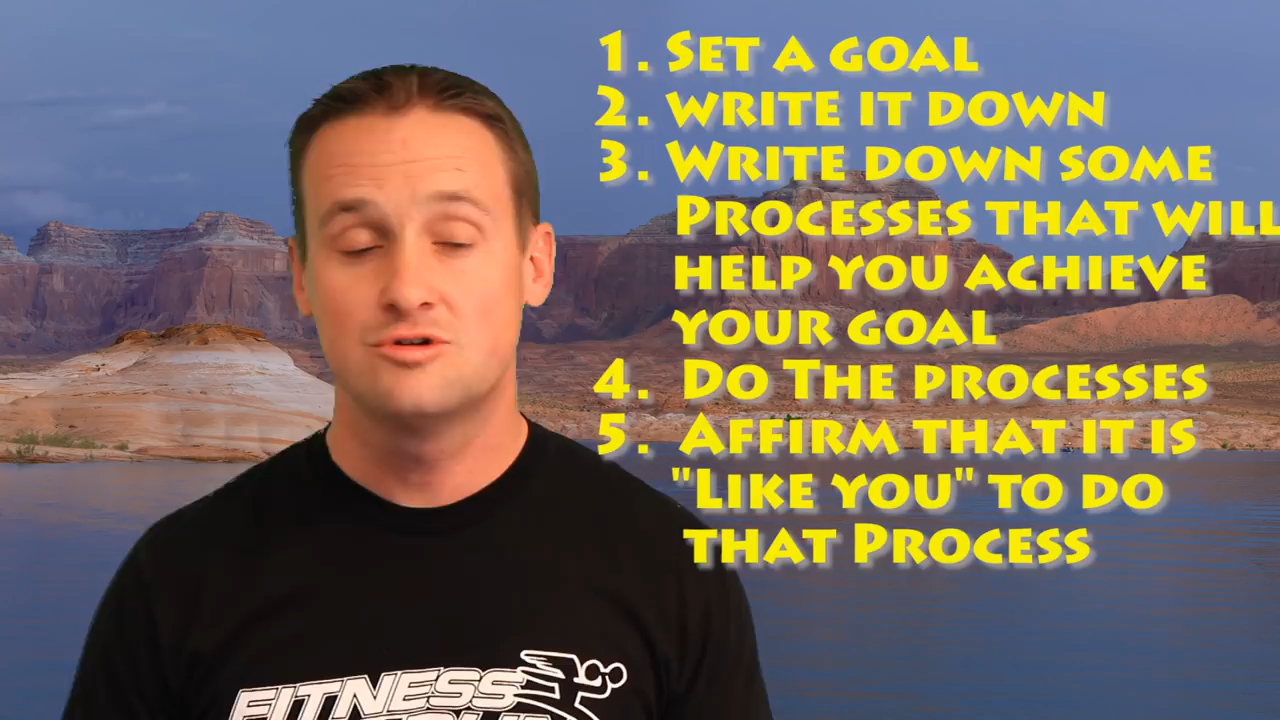 1. Set a goal
2. write it down
3. Write down some
Processes that will
help you achieve
your goal
4. Do The processes
5. Affirm that it is
"Like you" to do
that Process
FITNESS